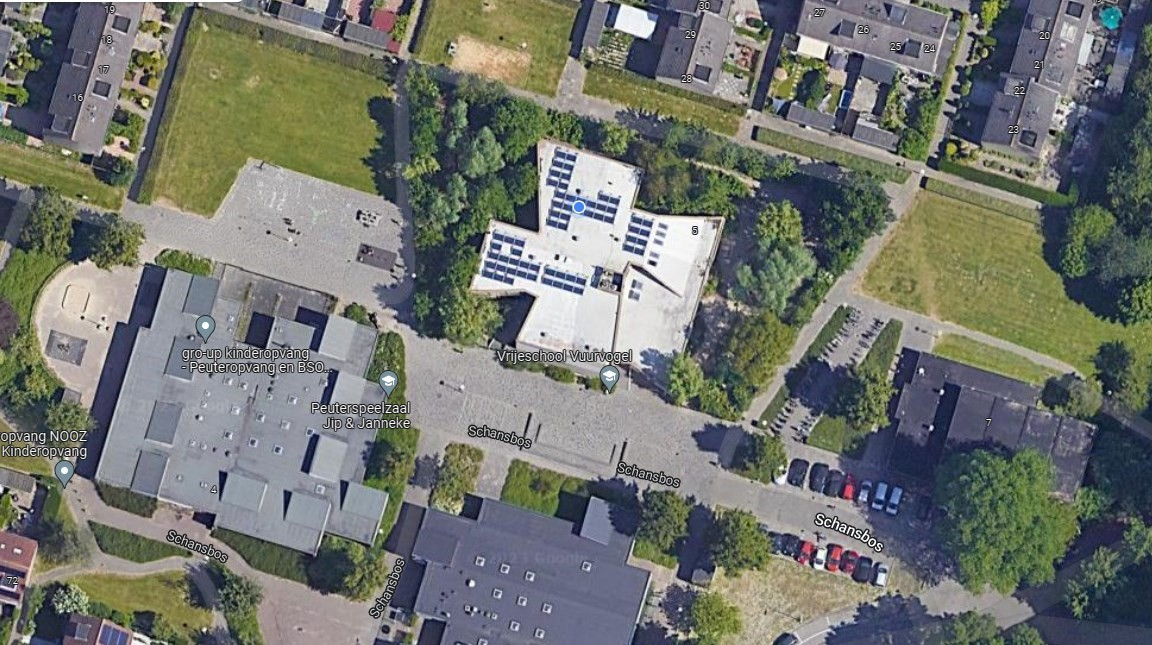 19
18
17
16
30
29
28
27
26
25
24
20
21
22
23
5
gro-up kinderopvang
- Peuteropvang en BSO...
Vrijeschool Vuurvogel
Peuterspeelzaal
Jip & Janneke
opvang NOOZ
Kinderopvang
Schansbos
Schansbos
7
4
Schansbos
Schansbos
Schansbos
72